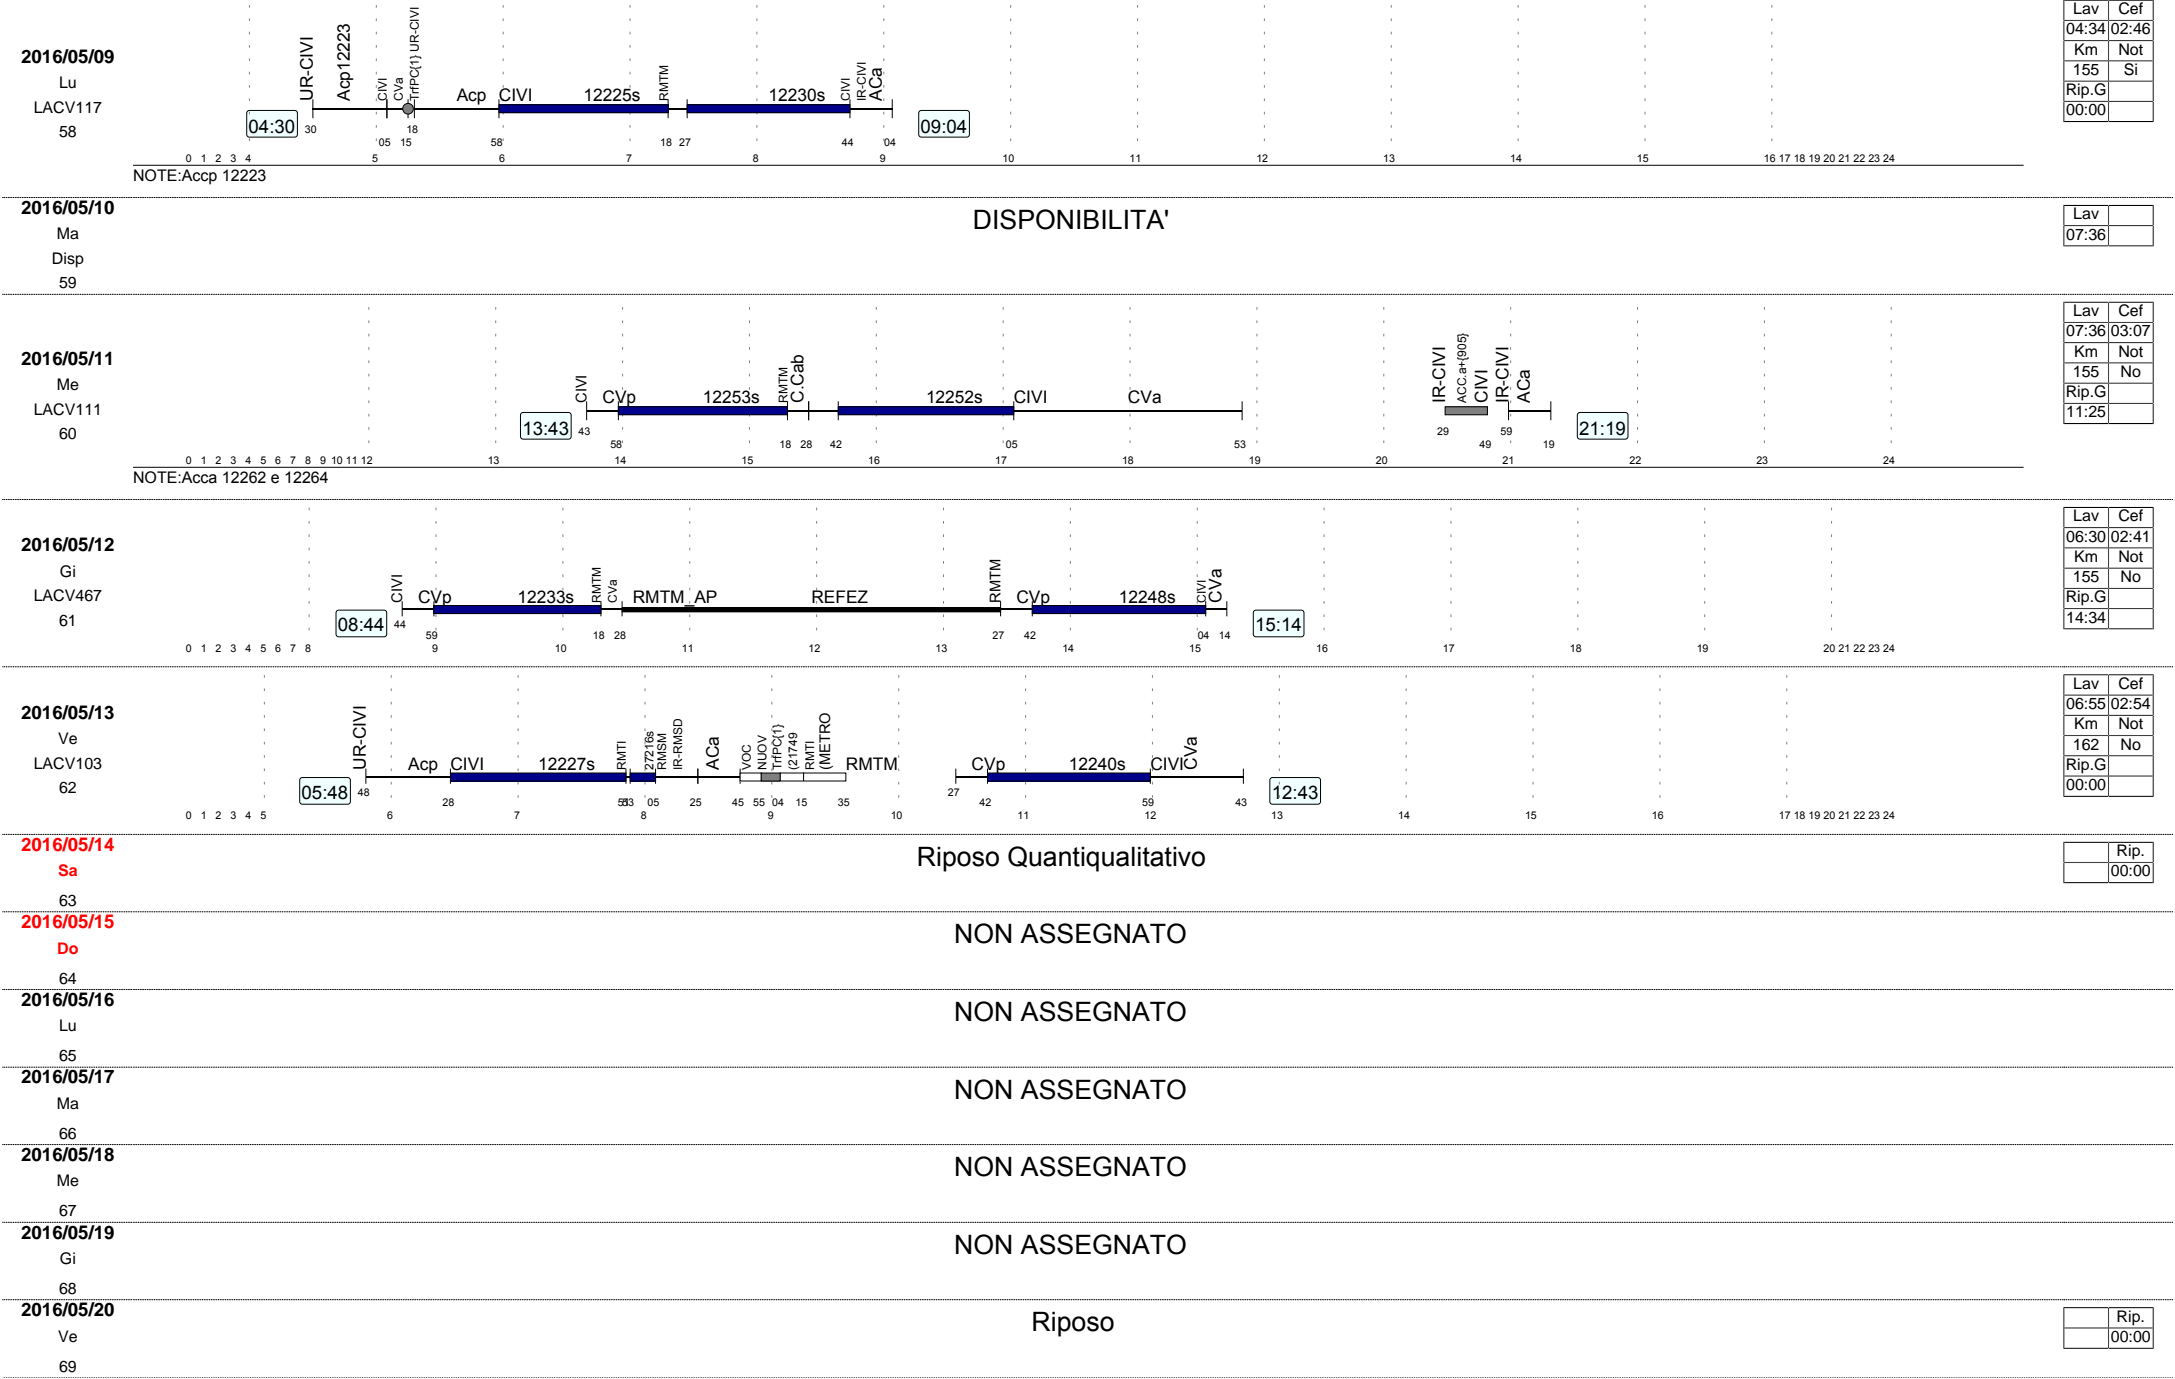 2016/05/09
Lu
LACV117
58
04:30
UR-CIVI Acp12223 CIVI CVa TrfPC{1} UR-CIVI Acp CIVI 12225s RMTM 12230s CIVI IR-CIVI ACa
09:04
30 05 15 18 58 18 27 44 04
0 1 2 3 4 5 6 7 8 9 10 11 12 13 14 15 16 17 18 19 20 21 22 23 24
NOTE:Accp 12223
Lav Cef
04:34 02:46
Km Not
155 Si
Rip.G
00:00
2016/05/10
Ma
Disp
59
DISPONIBILITA'
Lav
07:36
2016/05/11
Me
LACV111
60
13:43
CIVI CVp 12253s RMTM C.Cab 12252s CIVI CVa IR-CIVI ACC.a+{905} CIVI IR-CIVI ACa
21:19
43 58 18 28 42 05 53 29 49 59 19
0 1 2 3 4 5 6 7 8 9 10 11 12 13 14 15 16 17 18 19 20 21 22 23 24
NOTE:Acca 12262 e 12264
Lav Cef
07:36 03:07
Km Not
155 No
Rip.G
11:25
2016/05/12
Gi
LACV467
61
08:44
CIVI CVp 12233s RMTM CVa RMTM_AP REFEZ RMTM CVp 12248s CIVI CVa
15:14
44 59 18 28 27 42 04 14
0 1 2 3 4 5 6 7 8 9 10 11 12 13 14 15 16 17 18 19 20 21 22 23 24
Lav Cef
06:30 02:41
Km Not
155 No
Rip.G
14:34
2016/05/13
Ve
LACV103
62
05:48
UR-CIVI Acp CIVI 12227s RMTI 27216s RMSM IR-RMSD ACa VOC NUOV TrfPC{1} (21749 RMTI (METRO RMTM CVp 12240s CIVI CVa
12:43
48 28 53 05 25 45 55 04 15 35 27 42 59 43
0 1 2 3 4 5 6 7 8 9 10 11 12 13 14 15 16 17 18 19 20 21 22 23 24
Lav Cef
06:55 02:54
Km Not
162 No
Rip.G
00:00
2016/05/14
Sa
63
Riposo Quantiqualitativo
Rip.
00:00
2016/05/15
Do
64
NON ASSEGNATO
2016/05/16
Lu
65
NON ASSEGNATO
2016/05/17
Ma
66
NON ASSEGNATO
2016/05/18
Me
67
NON ASSEGNATO
2016/05/19
Gi
68
NON ASSEGNATO
2016/05/20
Ve
69
Riposo
Rip.
00:00